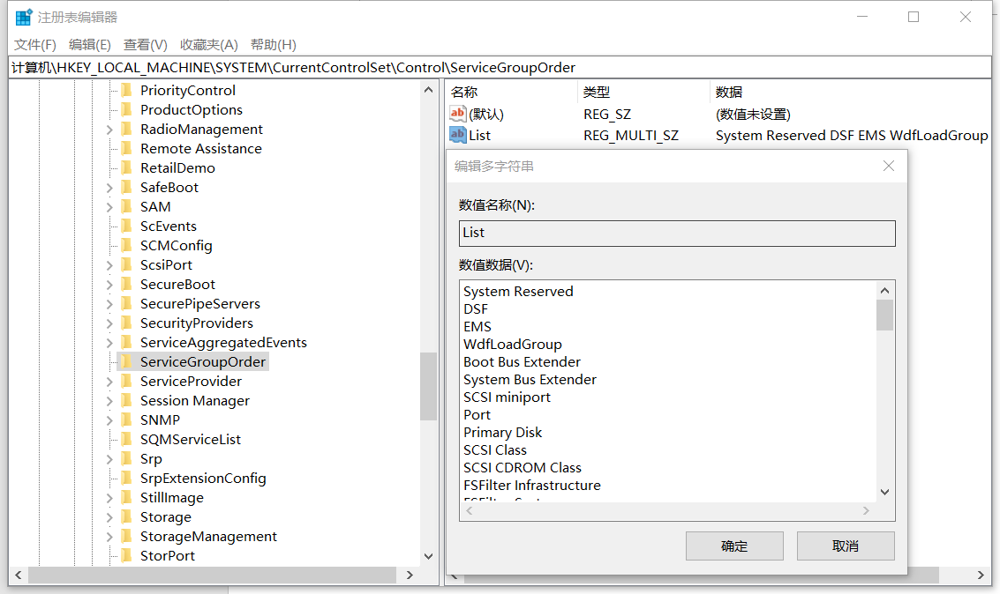 注册表编辑器
文件(F) 编辑(E) 查看(V) 收藏夹(A) 帮助(H)
计算机\HKEY_LOCAL_MACHINE\SYSTEM\CurrentControlSet\Control\ServiceGroupOrder
PriorityControl
ProductOptions
RadioManagement
Remote Assistance
RetailDemo
SafeBoot
SAM
ScEvents
SCMConfig
ScsiPort
SecureBoot
SecurePipeServers
SecurityProviders
ServiceAggregatedEvents
ServiceGroupOrder
ServiceProvider
Session Manager
SNMP
SQMServiceList
Srp
SrpExtensionConfig
StillImage
Storage
StorageManagement
StorPort
名称 类型 数据
ab (默认) REG_SZ (数值未设置)
ab List REG_MULTI_SZ System Reserved DSF EMS WdfLoadGroup
编辑多字符串
数值名称(N):
List
数值数据(V):
System Reserved
DSF
EMS
WdfLoadGroup
Boot Bus Extender
System Bus Extender
SCSI miniport
Port
Primary Disk
SCSI Class
SCSI CDROM Class
FSFilter Infrastructure
确定 取消